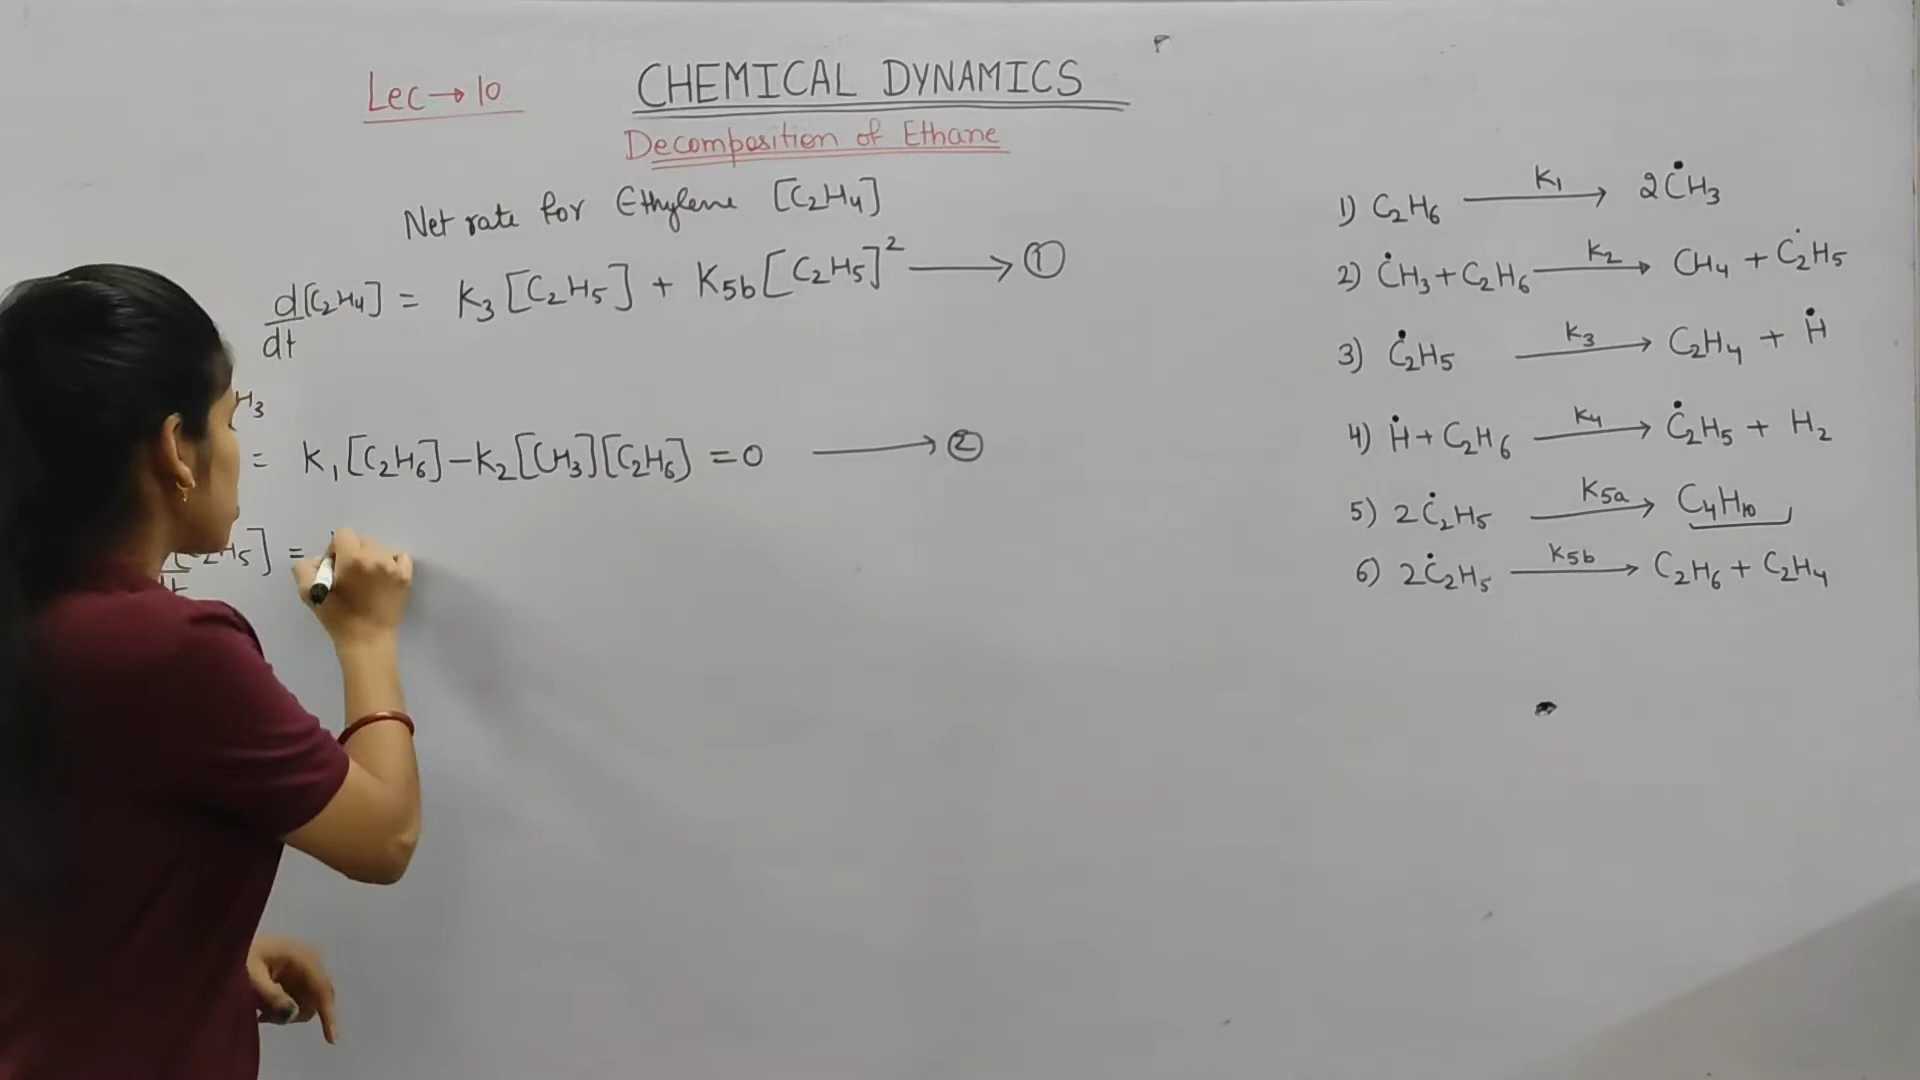 Lec → 10
CHEMICAL DYNAMICS
Decomposition of Ethane
Net rate for Ethylene [C₂H₄]
d[C₂H₄]/dt = K₃[C₂H₅] + K₅b[C₂H₅]² ⟶ ①
H₃
= K₁[C₂H₆] − K₂[CH₃][C₂H₆] = 0 ⟶ ②
[C₂H₅] =
1) C₂H₆ —K₁→ 2ĊH₃
2) ĊH₃ + C₂H₆ —K₂→ CH₄ + Ċ₂H₅
3) Ċ₂H₅ —K₃→ C₂H₄ + Ḣ
4) Ḣ + C₂H₆ —K₄→ Ċ₂H₅ + H₂
5) 2Ċ₂H₅ —K₅a→ C₄H₁₀
6) 2Ċ₂H₅ —K₅b→ C₂H₆ + C₂H₄